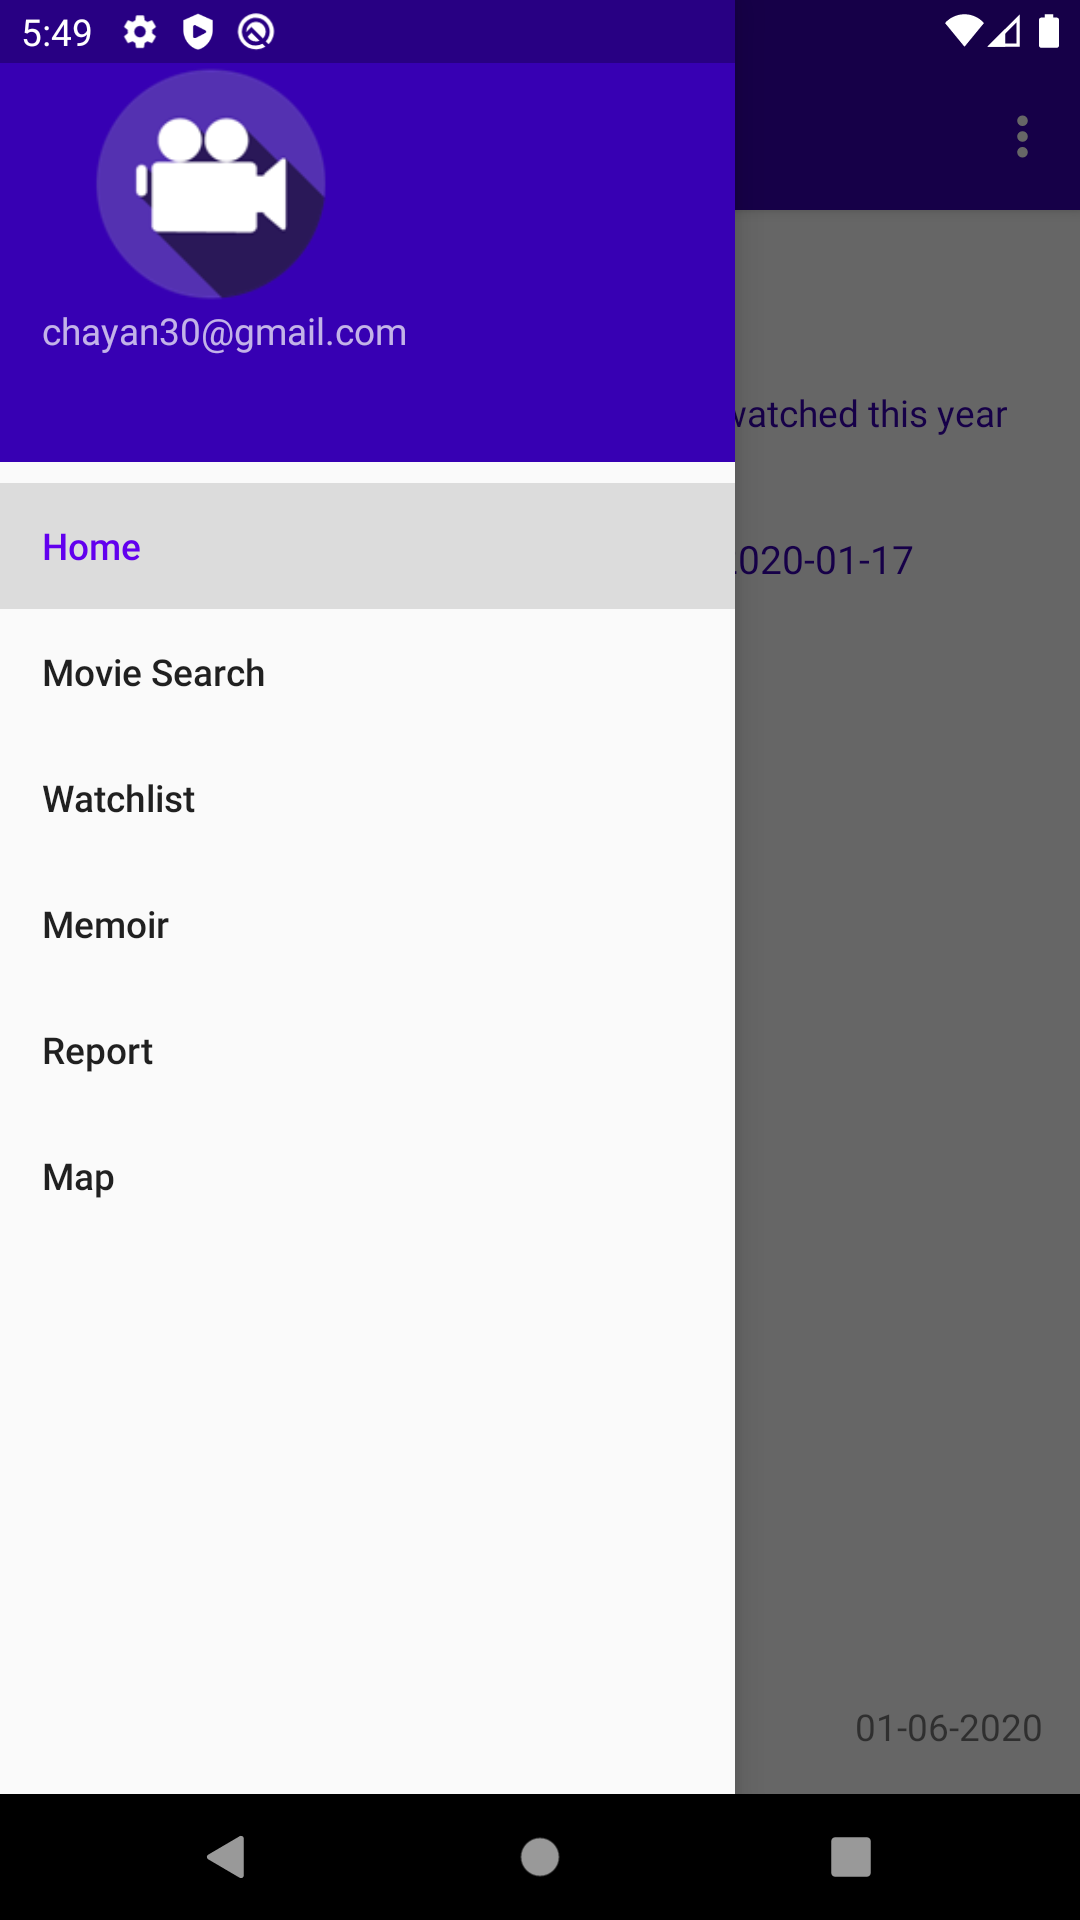 5:49
chayan30@gmail.com
watched this year
020-01-17
Home
Movie Search
Watchlist
Memoir
Report
Map
01-06-2020